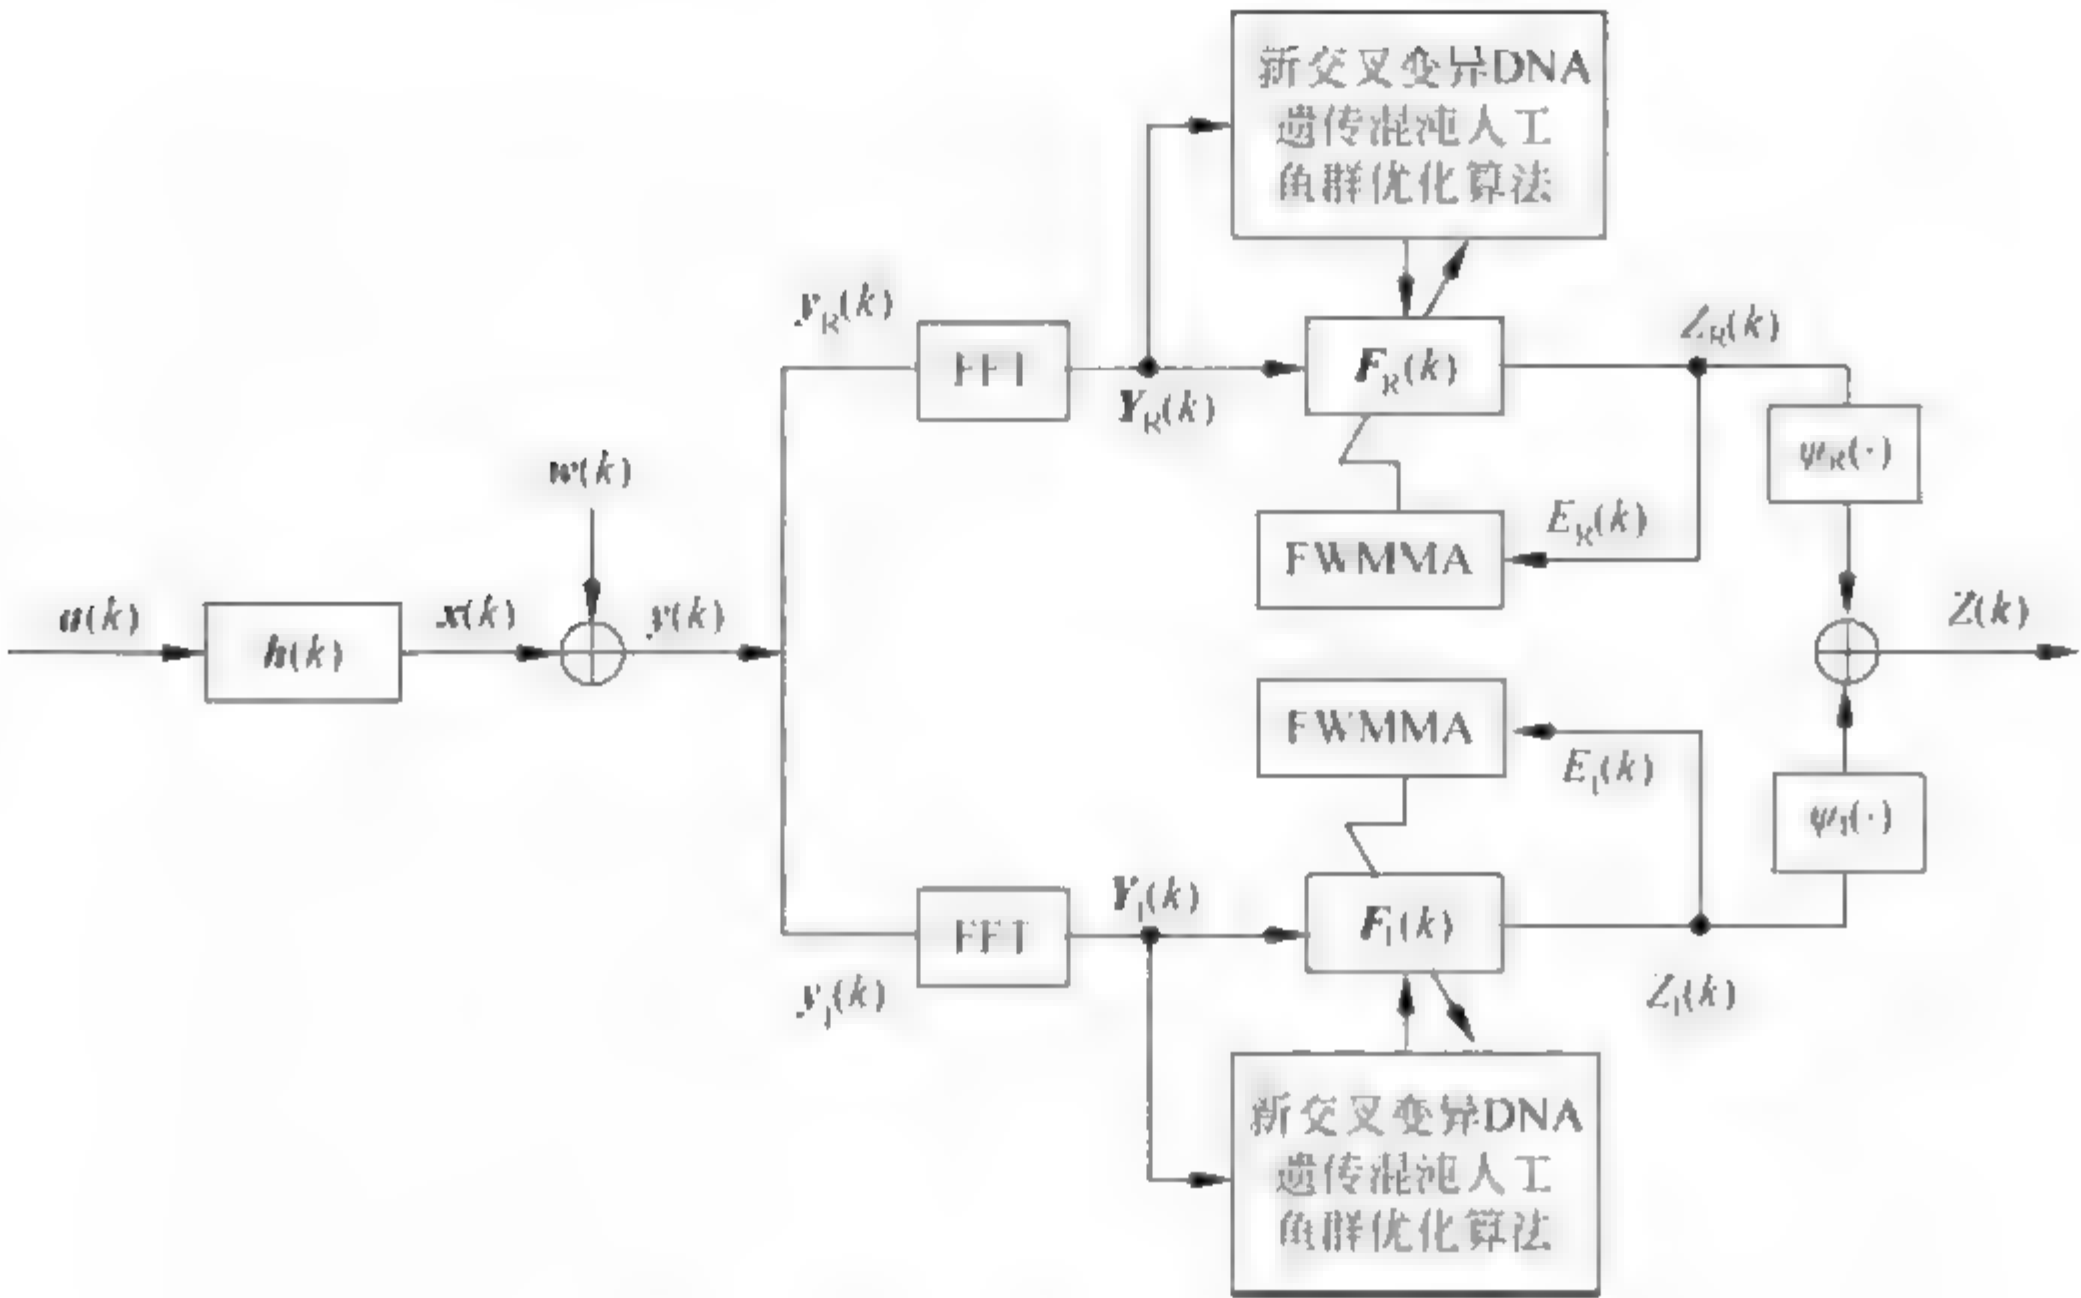 新交叉变异DNA
遗传混沌人工
鱼群优化算法
y_R(k)
FFT
Y_R(k)
F_R(k)
Z_R(k)
ψ_R(·)
w(k)
E_R(k)
FWMMA
a(k)
h(k)
x(k)
y(k)
Z(k)
FWMMA
E_I(k)
ψ_I(·)
Y_I(k)
FFT
F_I(k)
y_I(k)
Z_I(k)
新交叉变异DNA
遗传混沌人工
鱼群优化算法